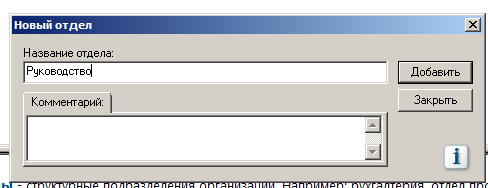 Новый отдел
Название отдела:
Руководство
Добавить
Комментарий:
Закрыть
ы - структурные подразделения организации. Например: бухгалтерия, отдел про